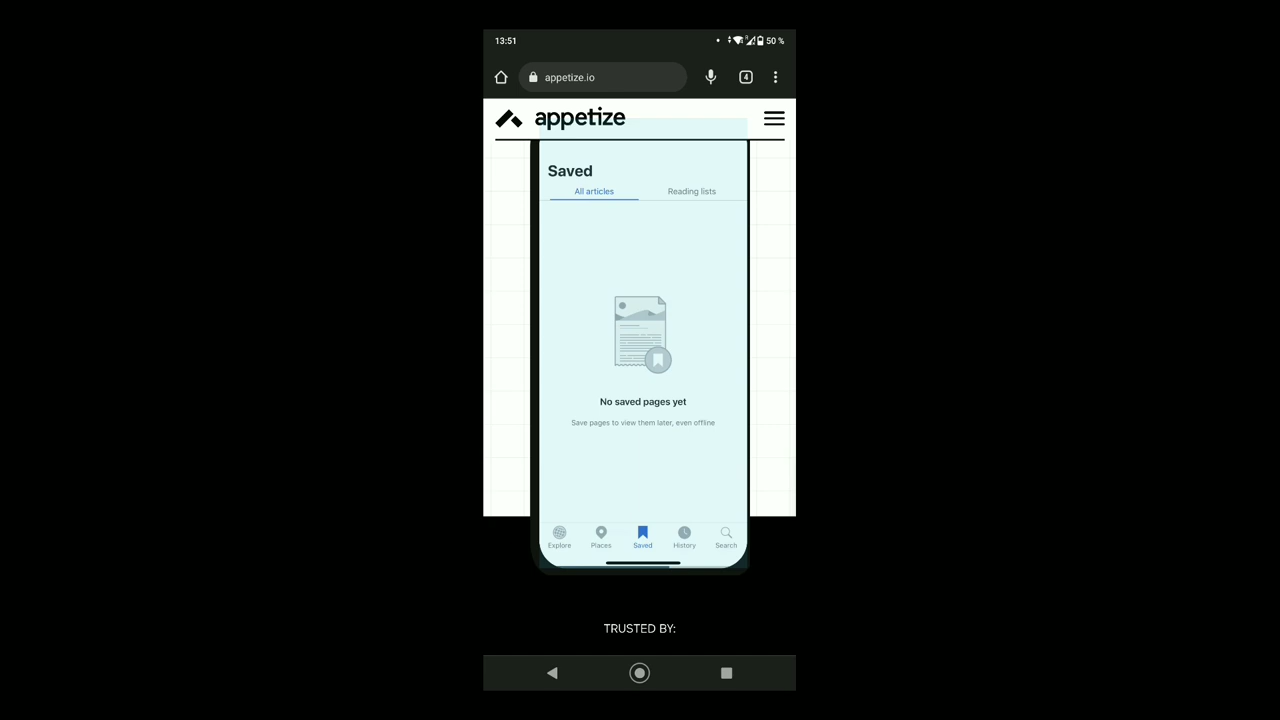 13:51
R
50 %
appetize.io
4
appetize
Saved
All articles
Reading lists
No saved pages yet
Save pages to view them later, even offline
Explore
Places
Saved
History
Search
TRUSTED BY: